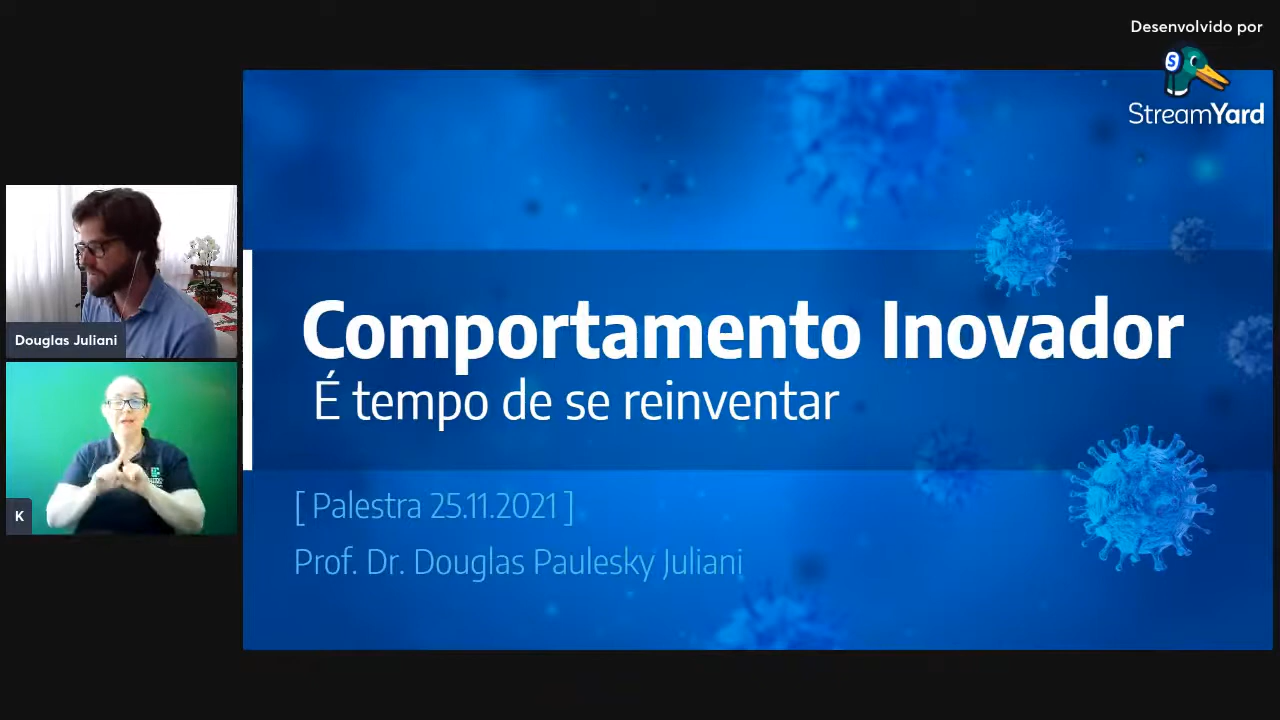 Desenvolvido por
StreamYard
Douglas Juliani
K
Comportamento Inovador
É tempo de se reinventar
[ Palestra 25.11.2021 ]
Prof. Dr. Douglas Paulesky Juliani